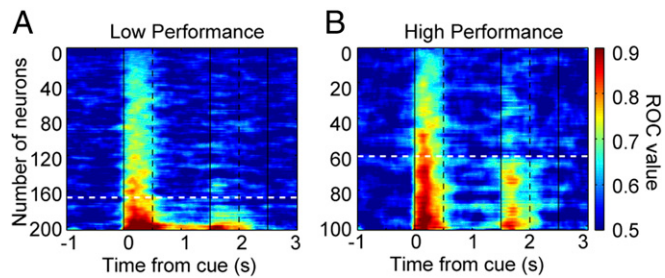 A
Low Performance
Number of neurons
0
40
80
120
160
200
-1 0 1 2 3
Time from cue (s)
B
High Performance
0
20
40
60
80
100
-1 0 1 2 3
Time from cue (s)
0.9
0.8
0.7
0.6
0.5
ROC value